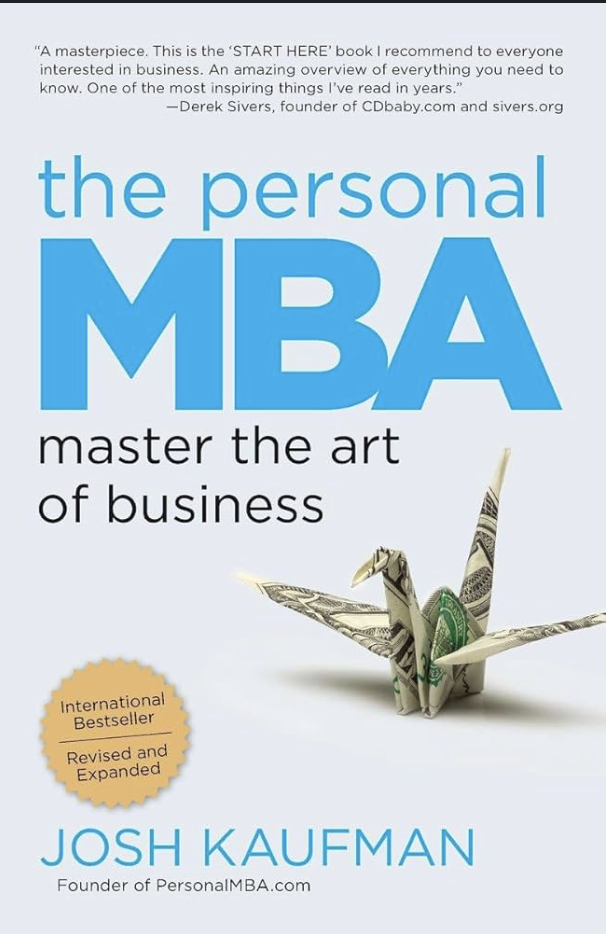 “A masterpiece. This is the ‘START HERE’ book I recommend to everyone
interested in business. An amazing overview of everything you need to
know. One of the most inspiring things I’ve read in years.”
—Derek Sivers, founder of CDbaby.com and sivers.org
the personal
MBA
master the art
of business
International
Bestseller
Revised and
Expanded
JOSH KAUFMAN
Founder of PersonalMBA.com